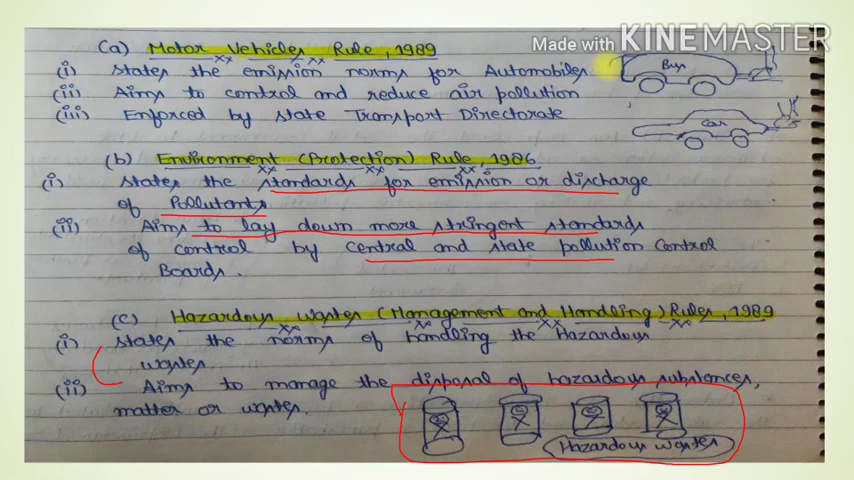 Made with KINEMASTER
(a) Motor Vehicles Rule, 1989
(i) States the emission norms for Automobiles
Bus
(ii) Aims to control and reduce air pollution
(iii) Enforced by state Transport Directorate
Car
(b) Environment (Protection) Rule, 1986
(i) States the standards for emission or discharge
of Pollutants
(ii) Aims to lay down more stringent standards
of control by central and state pollution control
Boards.
(c) Hazardous wastes (Management and Handling) Rules, 1989
(i) States the norms of handling the Hazardous
wastes
(ii) Aims to manage the disposal of hazardous substances,
matter or wastes.
Hazardous wastes